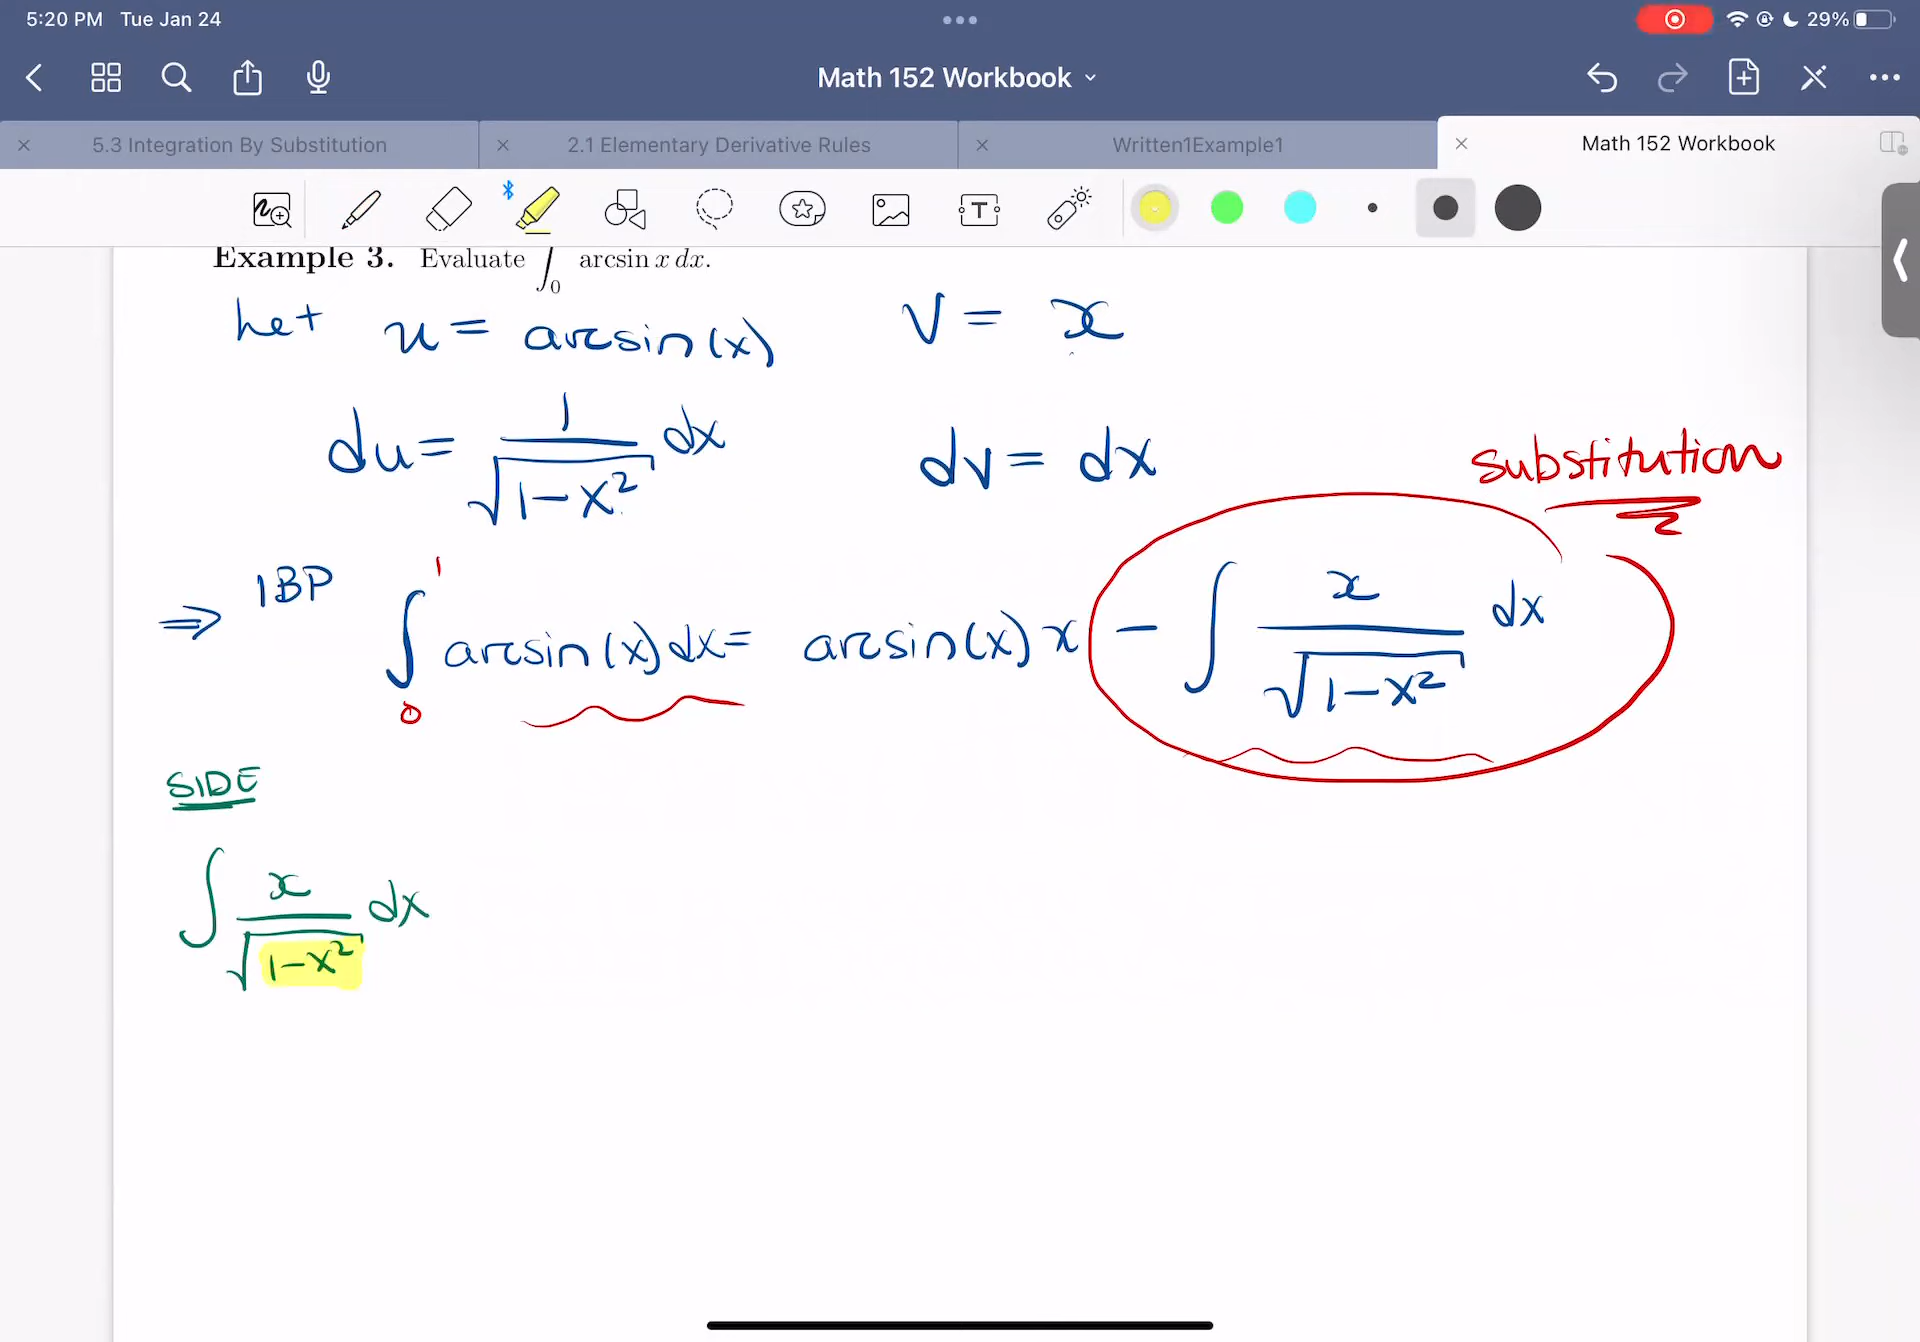 5:20 PM Tue Jan 24
29%
Math 152 Workbook
5.3 Integration By Substitution
2.1 Elementary Derivative Rules
Written1Example1
Math 152 Workbook
Example 3. Evaluate ∫₀ arcsin x dx.
Let u = arcsin(x) v = x
du = 1/√(1-x²) dx dv = dx
substitution
⇒ IBP ∫₀¹ arcsin(x) dx = arcsin(x) x - ∫ x/√(1-x²) dx
SIDE
∫ x/√(1-x²) dx